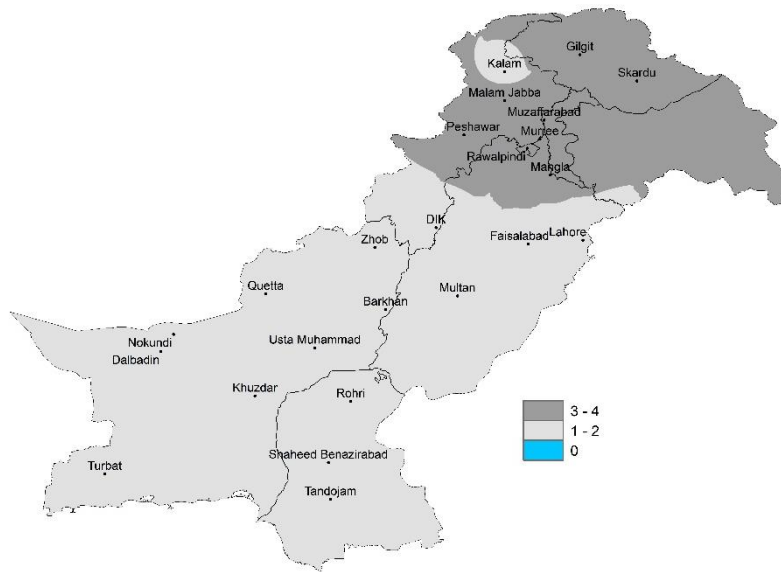 Gilgit
Kalam
Skardu
Malam Jabba
Muzaffarabad
Peshawar
Murree
Rawalpindi
Mangla
DIK
Zhob
Faisalabad
Lahore
Quetta
Multan
Barkhan
Nokundi
Usta Muhammad
Dalbadin
Khuzdar
Rohri
3 - 4
1 - 2
0
Shaheed Benazirabad
Turbat
Tandojam